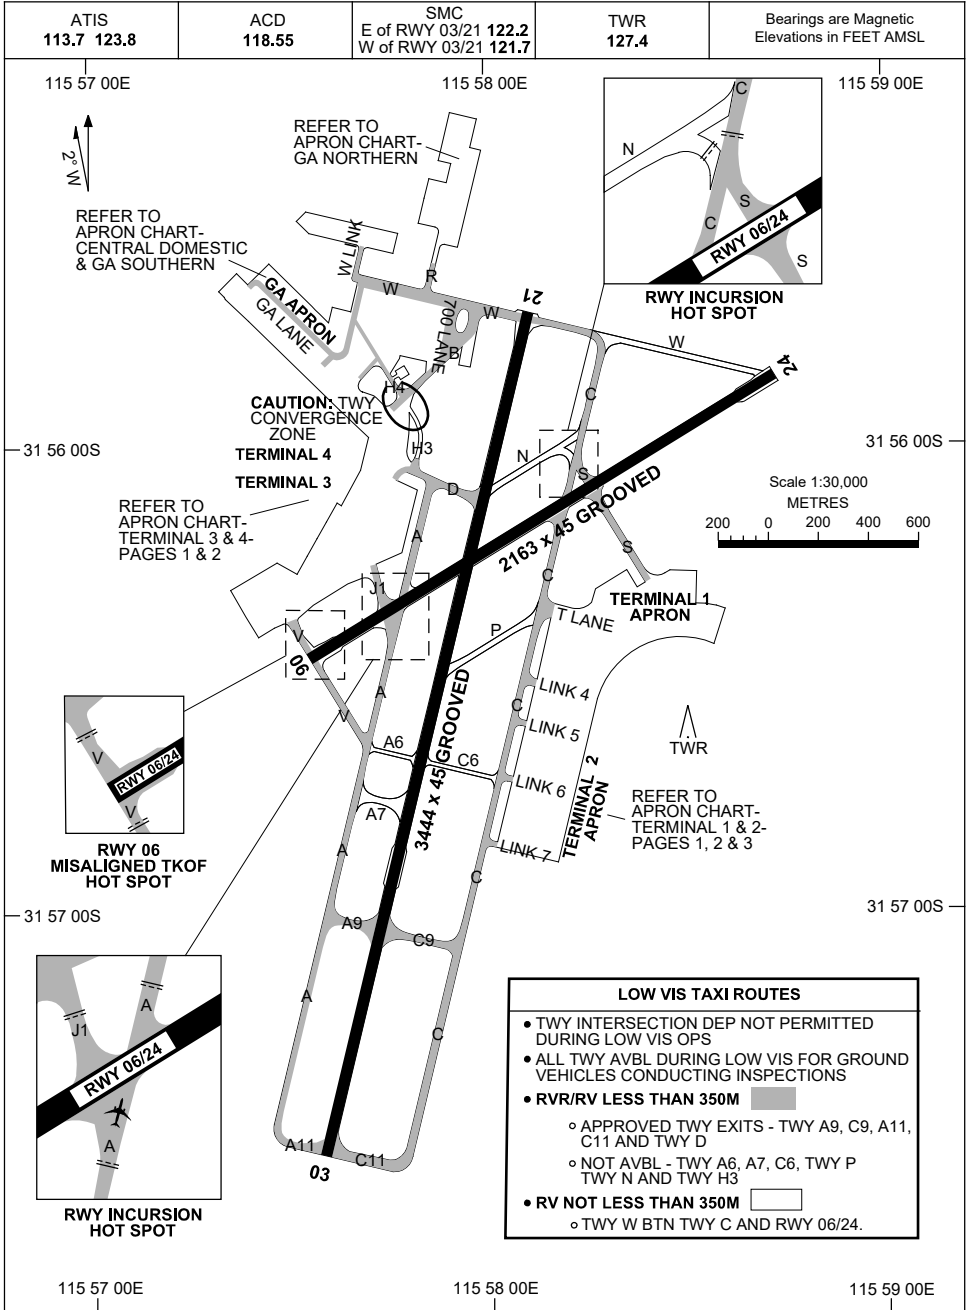 ATIS
113.7 123.8
ACD
118.55
SMC
E of RWY 03/21 122.2
W of RWY 03/21 121.7
TWR
127.4
Bearings are Magnetic
Elevations in FEET AMSL
115 57 00E
115 58 00E
115 59 00E
2° W
REFER TO
APRON CHART-
GA NORTHERN
REFER TO
APRON CHART-
CENTRAL DOMESTIC
& GA SOUTHERN
C
N
S
C
RWY 06/24
S
RWY INCURSION
HOT SPOT
W LINK
R
W
GA APRON
GA LANE
700 LANE
W
21
B
W
24
H4
C
CAUTION: TWY
CONVERGENCE
ZONE
H3
TERMINAL 4
TERMINAL 3
31 56 00S
31 56 00S
N
S
D
Scale 1:30,000
METRES
200 0 200 400 600
REFER TO
APRON CHART-
TERMINAL 3 & 4-
PAGES 1 & 2
A
2163 x 45 GROOVED
S
C
J1
TERMINAL 1
APRON
T LANE
V
P
06
A
LINK 4
C
V
LINK 5
TWR
A6
C6
3444 x 45 GROOVED
LINK 6
TERMINAL 2
APRON
REFER TO
APRON CHART-
TERMINAL 1 & 2-
PAGES 1, 2 & 3
A7
A
LINK 7
C
V
RWY 06/24
V
RWY 06
MISALIGNED TKOF
HOT SPOT
31 57 00S
31 57 00S
A9
C9
A
C
A
J1
RWY 06/24
A
RWY INCURSION
HOT SPOT
A11
C11
03
LOW VIS TAXI ROUTES
• TWY INTERSECTION DEP NOT PERMITTED
DURING LOW VIS OPS
• ALL TWY AVBL DURING LOW VIS FOR GROUND
VEHICLES CONDUCTING INSPECTIONS
• RVR/RV LESS THAN 350M
° APPROVED TWY EXITS - TWY A9, C9, A11,
C11 AND TWY D
° NOT AVBL - TWY A6, A7, C6, TWY P
TWY N AND TWY H3
• RV NOT LESS THAN 350M
° TWY W BTN TWY C AND RWY 06/24.
115 57 00E
115 58 00E
115 59 00E